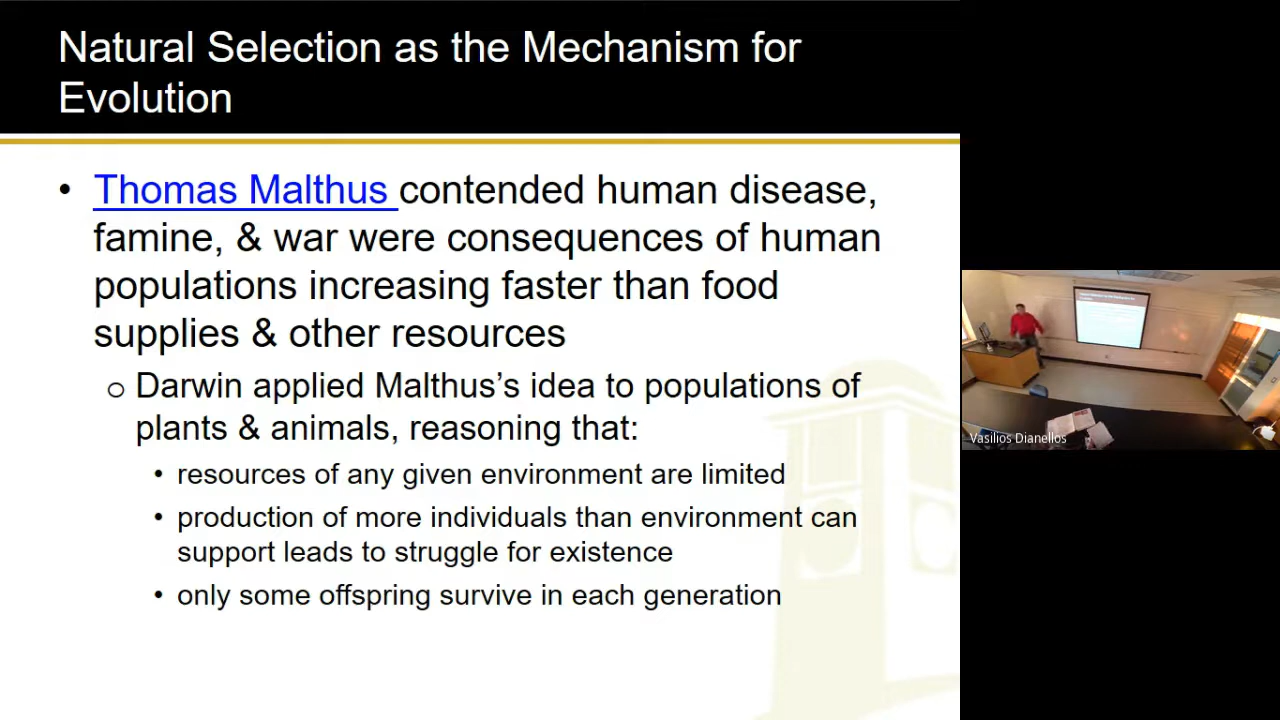 Natural Selection as the Mechanism for
Evolution
• Thomas Malthus contended human disease,
famine, & war were consequences of human
populations increasing faster than food
supplies & other resources
o Darwin applied Malthus’s idea to populations of
plants & animals, reasoning that:
• resources of any given environment are limited
• production of more individuals than environment can
support leads to struggle for existence
• only some offspring survive in each generation
Vasilios Dianellos